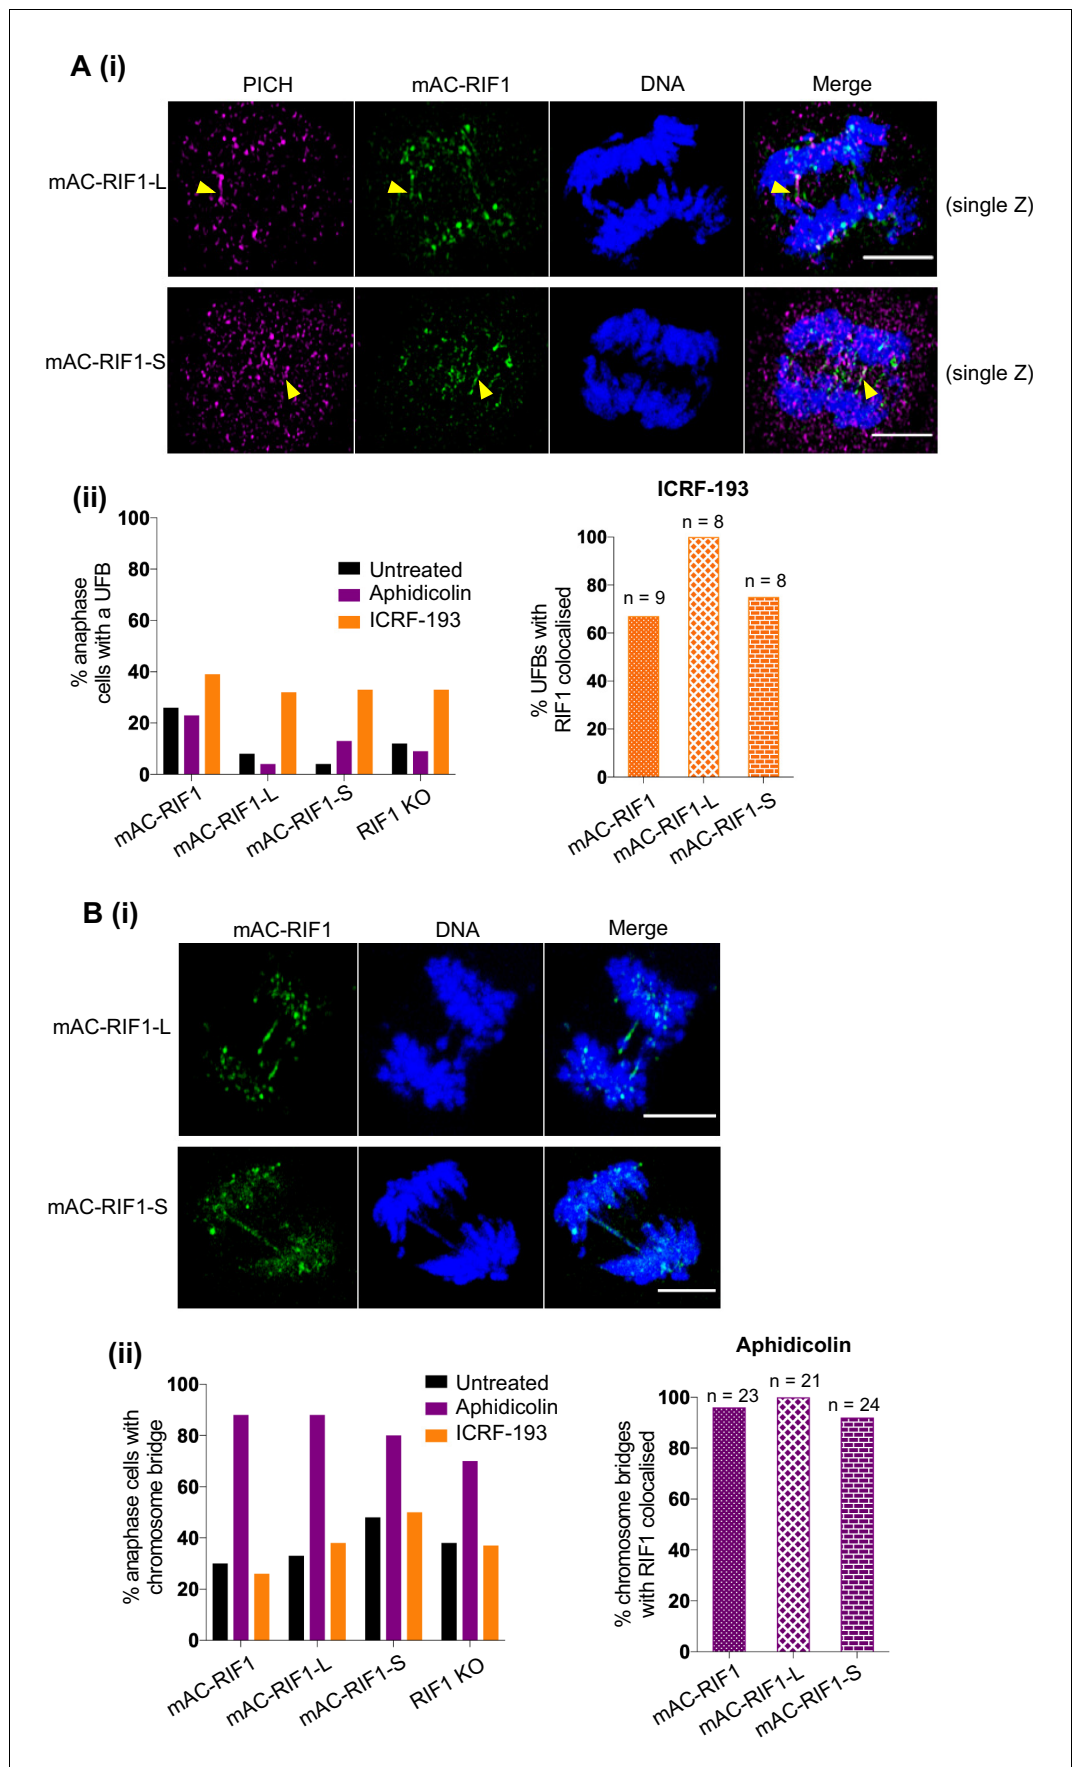 A (i)
PICH mAC-RIF1 DNA Merge
mAC-RIF1-L
(single Z)
mAC-RIF1-S
(single Z)
(ii)
% anaphase
cells with a UFB
100
80
60
40
20
0
Untreated
Aphidicolin
ICRF-193
mAC-RIF1
mAC-RIF1-L
mAC-RIF1-S
RIF1 KO
ICRF-193
% UFBs with
RIF1 colocalised
100
80
60
40
20
0
n = 9
n = 8
n = 8
mAC-RIF1
mAC-RIF1-L
mAC-RIF1-S
B (i)
mAC-RIF1 DNA Merge
mAC-RIF1-L
mAC-RIF1-S
(ii)
% anaphase cells with
chromosome bridge
100
80
60
40
20
0
Untreated
Aphidicolin
ICRF-193
mAC-RIF1
mAC-RIF1-L
mAC-RIF1-S
RIF1 KO
Aphidicolin
% chromosome bridges
with RIF1 colocalised
100
80
60
40
20
0
n = 23
n = 21
n = 24
mAC-RIF1
mAC-RIF1-L
mAC-RIF1-S